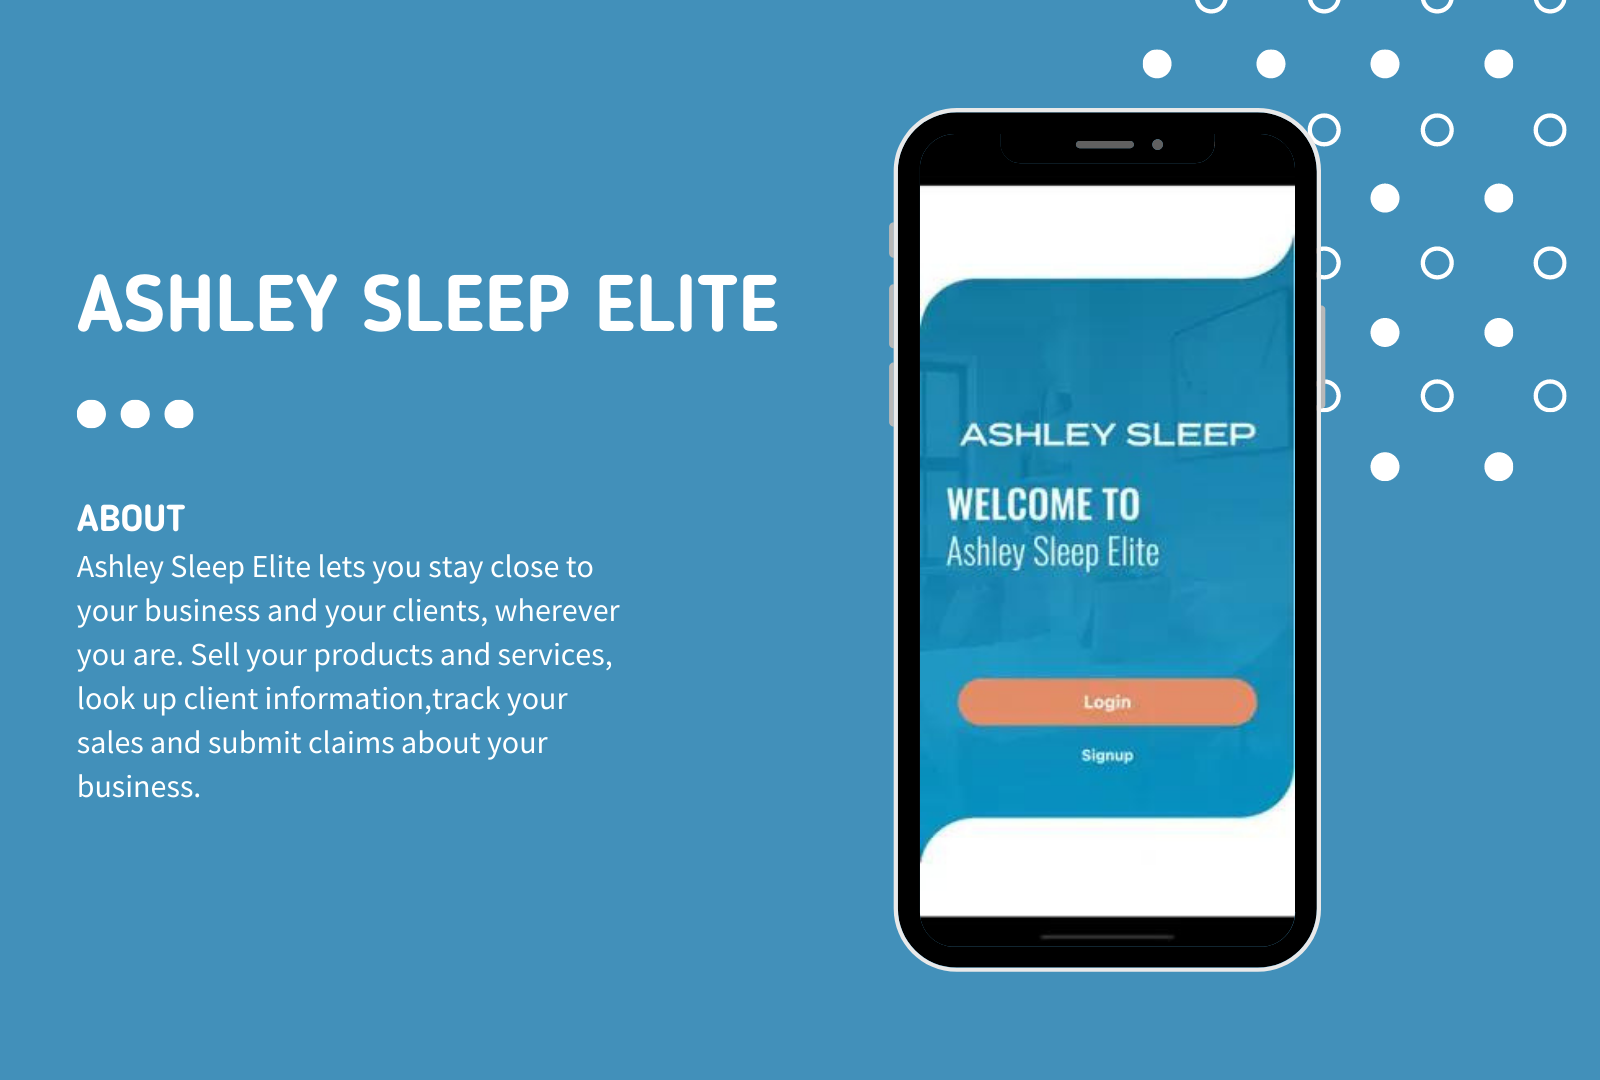 ASHLEY SLEEP ELITE
ABOUT
Ashley Sleep Elite lets you stay close to
your business and your clients, wherever
you are. Sell your products and services,
look up client information,track your
sales and submit claims about your
business.
ASHLEY SLEEP
WELCOME TO
Ashley Sleep Elite
Login
Signup